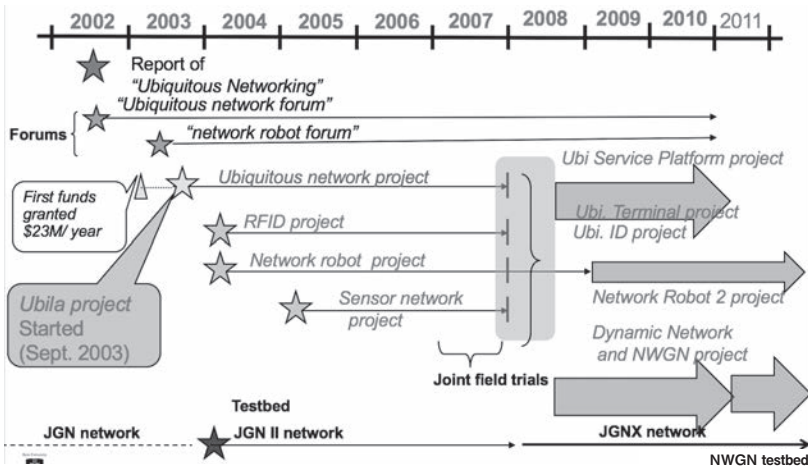 2002 2003 2004 2005 2006 2007 2008 2009 2010 2011
Report of
“Ubiquitous Networking”
“Ubiquitous network forum”
Forums
“network robot forum”
Ubi Service Platform project
Ubiquitous network project
First funds
granted
$23M/ year
RFID project
Ubi. Terminal project
Ubi. ID project
Network robot project
Ubila project
Started
(Sept. 2003)
Sensor network
project
Network Robot 2 project
Dynamic Network
and NWGN project
Joint field trials
Testbed
JGN network
JGN II network
JGNX network
NWGN testbed